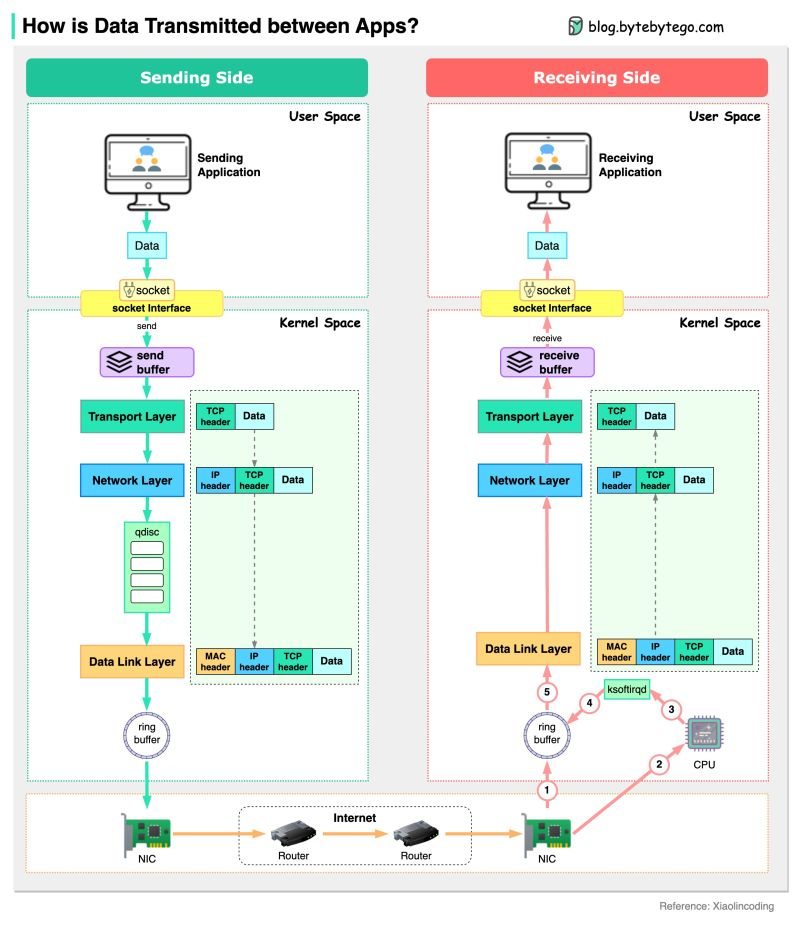 How is Data Transmitted between Apps?
blog.bytebytego.com
Sending Side
User Space
Sending
Application
Data
socket
socket Interface
Kernel Space
send
send
buffer
Transport Layer
TCP
header
Data
Network Layer
IP
header
TCP
header
Data
qdisc
Data Link Layer
MAC
header
IP
header
TCP
header
Data
ring
buffer
Receiving Side
User Space
Receiving
Application
Data
socket
socket Interface
Kernel Space
receive
receive
buffer
Transport Layer
TCP
header
Data
Network Layer
IP
header
TCP
header
Data
Data Link Layer
MAC
header
IP
header
TCP
header
Data
5
4
ksoftirqd
3
ring
buffer
CPU
2
1
NIC
Internet
Router
Router
NIC
Reference: Xiaolincoding